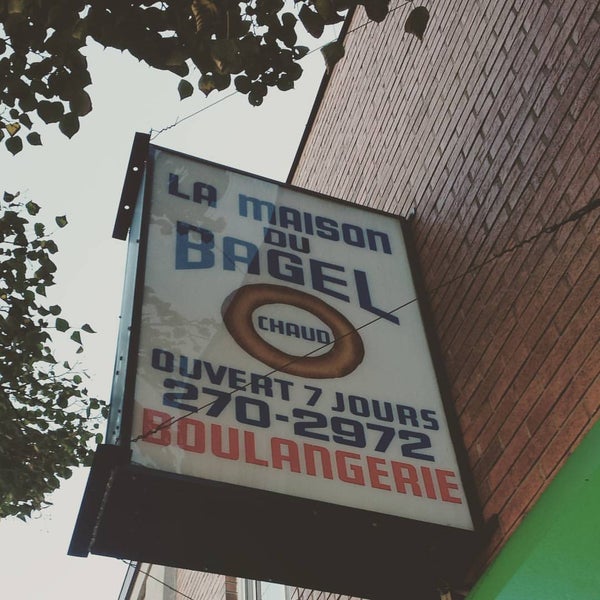 LA MAISON
DU
BAGEL
CHAUD
OUVERT 7 JOURS
270-2972
BOULANGERIE